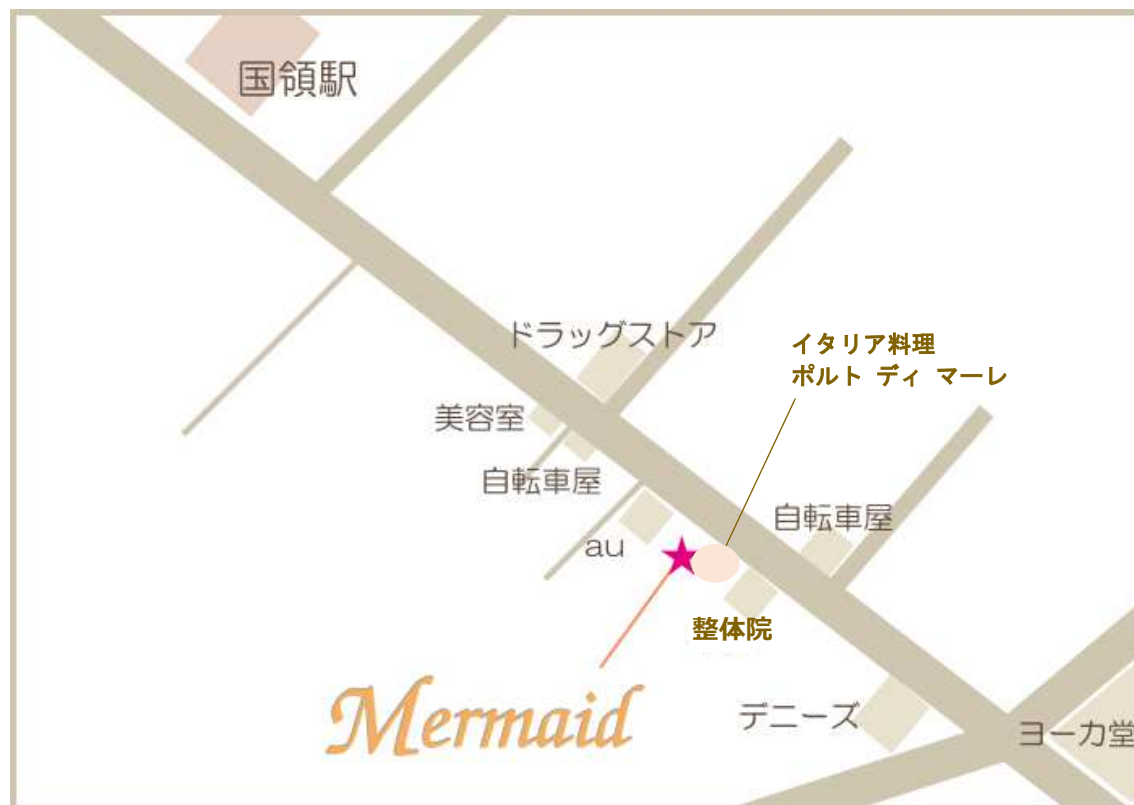 国領駅
ドラッグストア
イタリア料理
ポルト ディ マーレ
美容室
自転車屋
自転車屋
au
整体院
Mermaid
デニーズ
ヨーカ堂